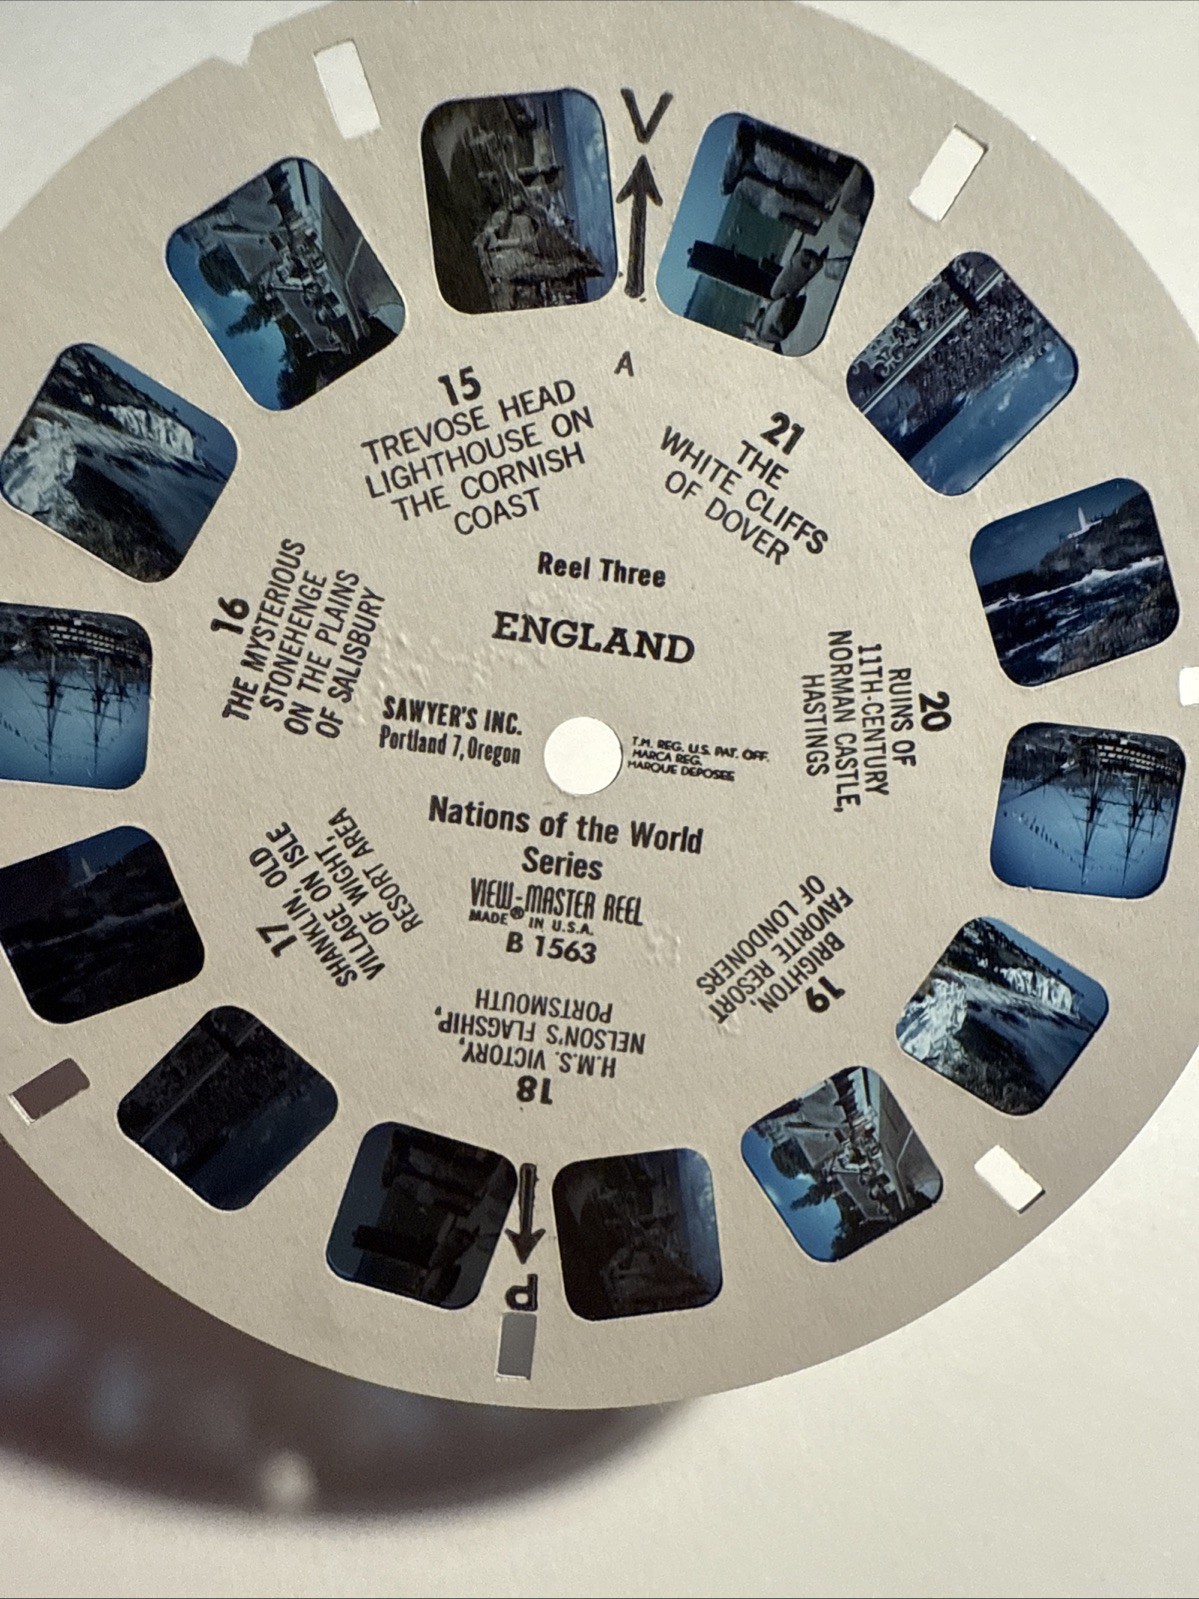 V
A
15
TREVOSE HEAD
LIGHTHOUSE ON
THE CORNISH
COAST
21
THE
WHITE CLIFFS
OF DOVER
Reel Three
ENGLAND
16
THE MYSTERIOUS
STONEHENGE
ON THE PLAINS
OF SALISBURY
20
RUINS OF
11TH-CENTURY
NORMAN CASTLE,
HASTINGS
SAWYER'S INC.
Portland 7, Oregon
T.M. REG. U.S. PAT. OFF.
MARCA REG.
MARQUE DEPOSEE
Nations of the World
Series
VIEW-MASTER REEL
MADE ® IN U.S.A.
B 1563
17
SHANKLIN, OLD
VILLAGE ON ISLE
OF WIGHT,
RESORT AREA
19
BRIGHTON,
FAVORITE RESORT
OF LONDONERS
18
H.M.S. VICTORY,
NELSON'S FLAGSHIP,
PORTSMOUTH
P